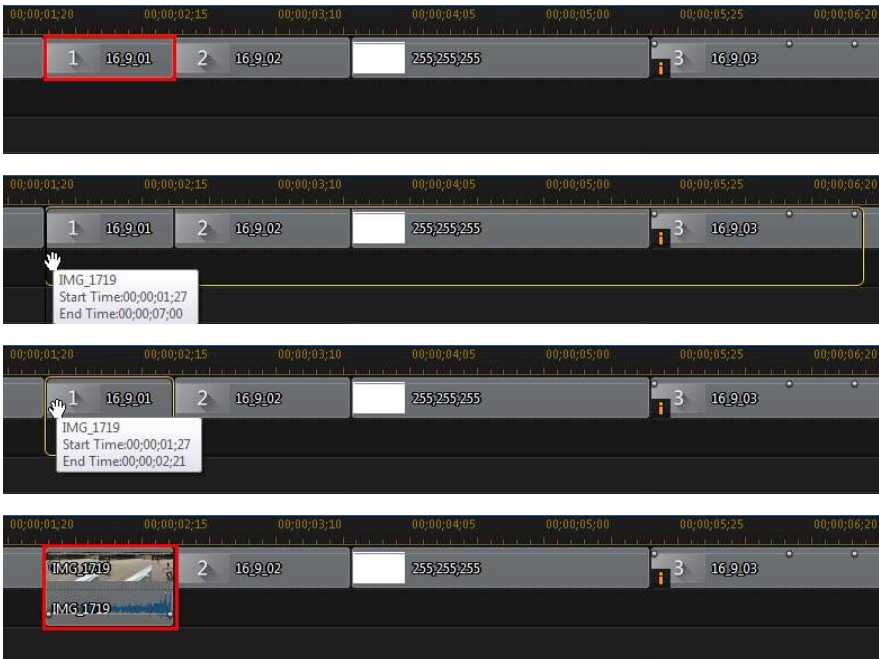 00;00;01;20 00;00;02;15 00;00;03;10 00;00;04;05 00;00;05;00 00;00;05;25 00;00;06;20
1 16_9_01 2 16_9_02 255,255,255 i 3 16_9_03
00;00;01;20 00;00;02;15 00;00;03;10 00;00;04;05 00;00;05;00 00;00;05;25 00;00;06;20
1 16_9_01 2 16_9_02 255,255,255 i 3 16_9_03
IMG_1719
Start Time:00;00;01;27
End Time:00;00;07;00
00;00;01;20 00;00;02;15 00;00;03;10 00;00;04;05 00;00;05;00 00;00;05;25 00;00;06;20
1 16_9_01 2 16_9_02 255,255,255 i 3 16_9_03
IMG_1719
Start Time:00;00;01;27
End Time:00;00;02;21
00;00;01;20 00;00;02;15 00;00;03;10 00;00;04;05 00;00;05;00 00;00;05;25 00;00;06;20
IMG_1719 2 16_9_02 255,255,255 i 3 16_9_03
IMG_1719